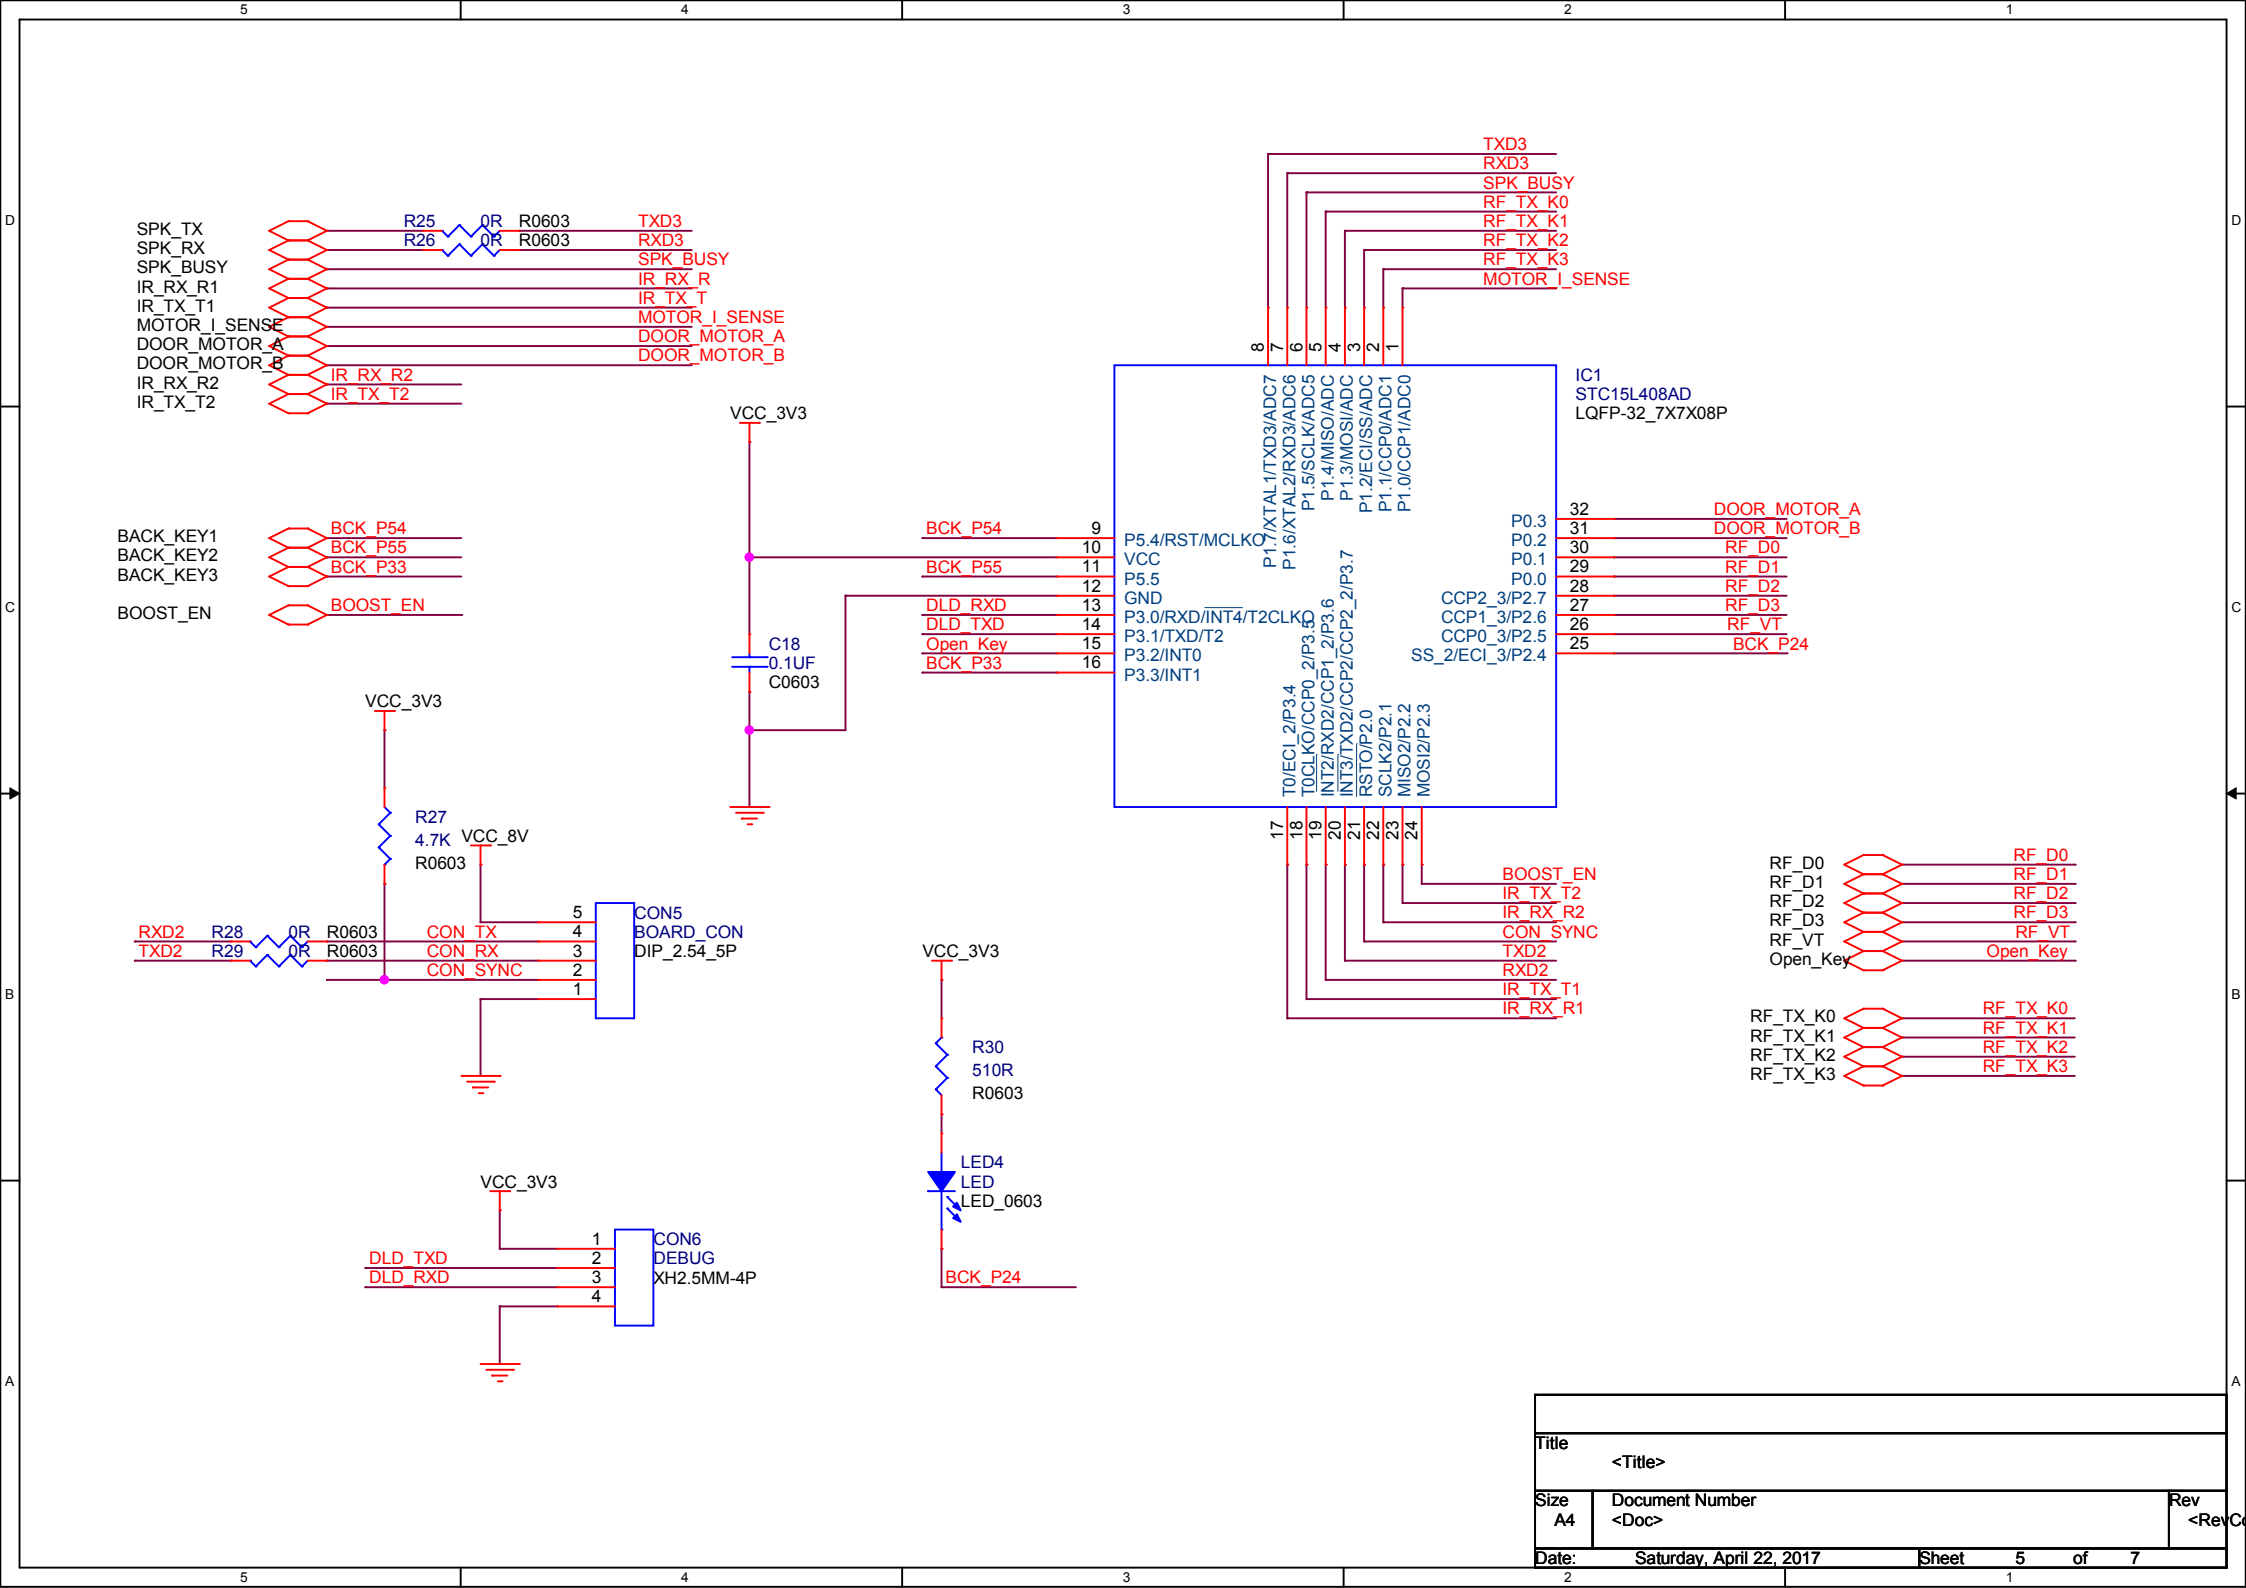 5 4 3 2 1
D
D
C
C
B
B
A
A
SPK_TX R25 0R R0603 TXD3
SPK_RX R26 0R R0603 RXD3
SPK_BUSY SPK_BUSY
IR_RX_R1 IR_RX_R
IR_TX_T1 IR_TX_T
MOTOR_I_SENSE MOTOR_I_SENSE
DOOR_MOTOR_A DOOR_MOTOR_A
DOOR_MOTOR_B DOOR_MOTOR_B
IR_RX_R2 IR_RX_R2
IR_TX_T2 IR_TX_T2
BACK_KEY1 BCK_P54
BACK_KEY2 BCK_P55
BACK_KEY3 BCK_P33
BOOST_EN BOOST_EN
VCC_3V3
C18
0.1UF
C0603
TXD3
RXD3
SPK_BUSY
RF_TX_K0
RF_TX_K1
RF_TX_K2
RF_TX_K3
MOTOR_I_SENSE
8 7 6 5 4 3 2 1
P1.7/XTAL1/TXD3/ADC7
P1.6/XTAL2/RXD3/ADC6
P1.5/SCLK/ADC5
P1.4/MISO/ADC
P1.3/MOSI/ADC
P1.2/ECI/SS/ADC
P1.1/CCP0/ADC1
P1.0/CCP1/ADC0
IC1
STC15L408AD
LQFP-32_7X7X08P
BCK_P54 9 P5.4/RST/MCLKO
10 VCC
BCK_P55 11 P5.5
12 GND
DLD_RXD 13 P3.0/RXD/INT4/T2CLKO
DLD_TXD 14 P3.1/TXD/T2
Open_Key 15 P3.2/INT0
BCK_P33 16 P3.3/INT1
P0.3 32 DOOR_MOTOR_A
P0.2 31 DOOR_MOTOR_B
P0.1 30 RF_D0
P0.0 29 RF_D1
CCP2_3/P2.7 28 RF_D2
CCP1_3/P2.6 27 RF_D3
CCP0_3/P2.5 26 RF_VT
SS_2/ECI_3/P2.4 25 BCK_P24
T0/ECI_2/P3.4
T0CLKO/CCP0_2/P3.5
INT2/RXD2/CCP1_2/P3.6
INT3/TXD2/CCP2/CCP2_2/P3.7
RSTO/P2.0
SCLK2/P2.1
MISO2/P2.2
MOSI2/P2.3
17 18 19 20 21 22 23 24
BOOST_EN
IR_TX_T2
IR_RX_R2
CON_SYNC
TXD2
RXD2
IR_TX_T1
IR_RX_R1
VCC_3V3
R27
4.7K
R0603
VCC_8V
5 CON5
RXD2 R28 0R R0603 CON_TX 4 BOARD_CON
TXD2 R29 0R R0603 CON_RX 3 DIP_2.54_5P
CON_SYNC 2
1
VCC_3V3
R30
510R
R0603
LED4
LED
LED_0603
BCK_P24
VCC_3V3
1 CON6
DLD_TXD 2 DEBUG
DLD_RXD 3 XH2.5MM-4P
4
RF_D0 RF_D0
RF_D1 RF_D1
RF_D2 RF_D2
RF_D3 RF_D3
RF_VT RF_VT
Open_Key Open_Key
RF_TX_K0 RF_TX_K0
RF_TX_K1 RF_TX_K1
RF_TX_K2 RF_TX_K2
RF_TX_K3 RF_TX_K3
Title
<Title>
Size Document Number Rev
A4 <Doc> <RevCo
Date: Saturday, April 22, 2017 Sheet 5 of 7
5 4 3 2 1